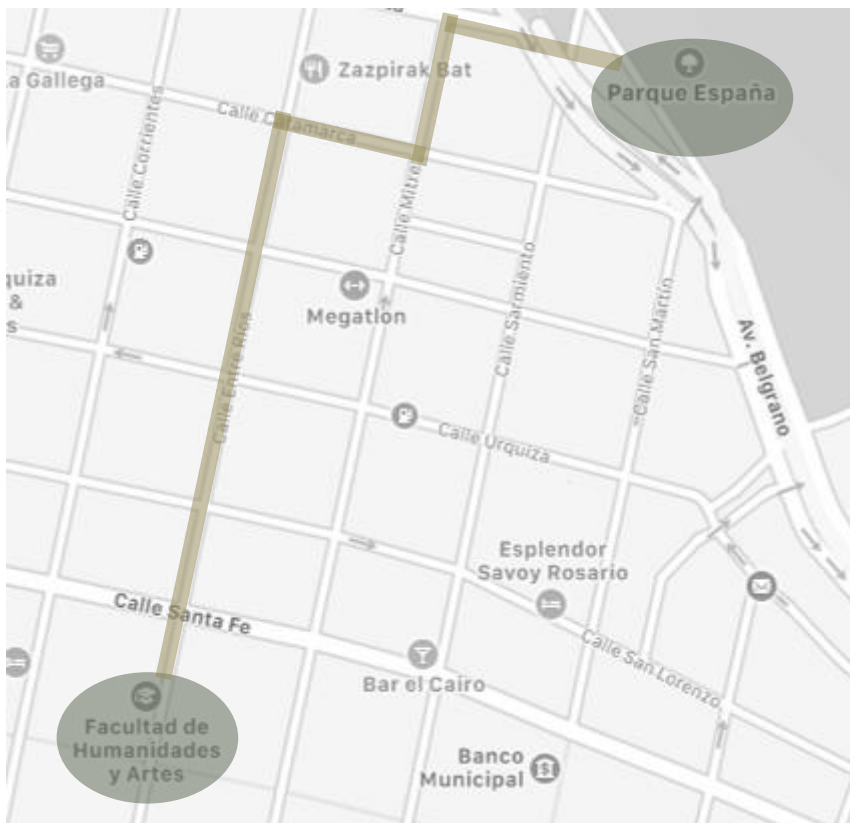 Zazpirak Bat
a Gallega
Parque España
Calle Catamarca
Calle Corrientes
Calle Mitre
quiza
&
s
Megatlon
Calle Sarmiento
Calle San Martín
Av. Belgrano
Calle Entre Ríos
Calle Urquiza
Esplendor
Savoy Rosario
Calle Santa Fe
Calle San Lorenzo
Bar el Cairo
Facultad de
Humanidades
y Artes
Banco
Municipal